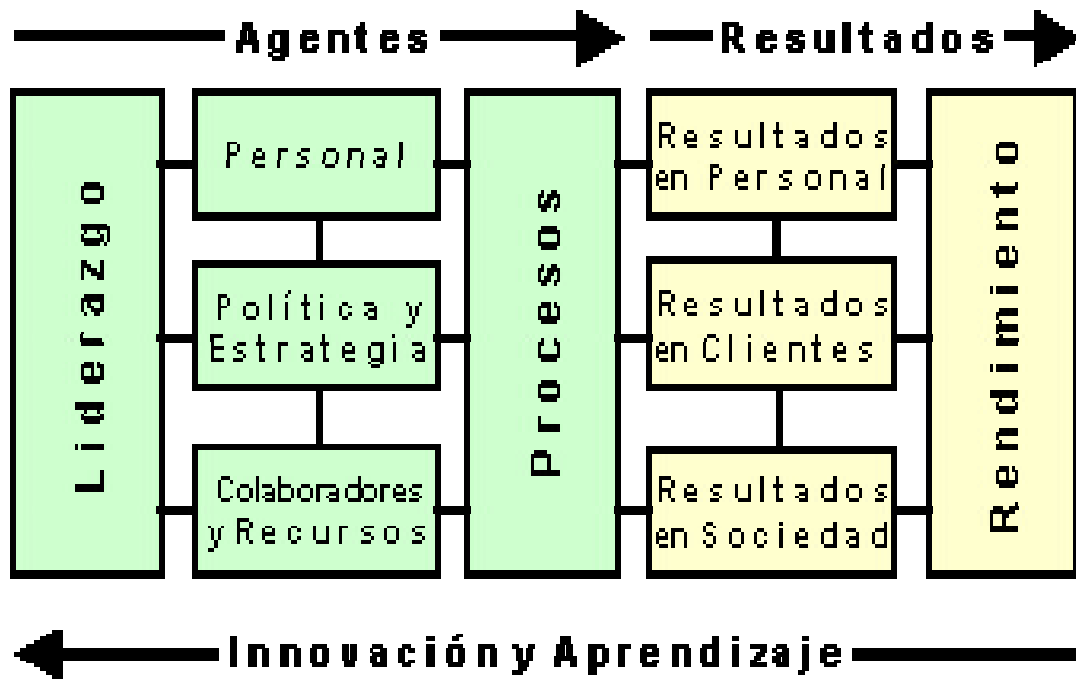 Agentes
Resultados
Liderazgo
Personal
Política y
Estrategia
Colaboradores
y Recursos
Procesos
Resultados
en Personal
Resultados
en Clientes
Resultados
en Sociedad
Rendimiento
Innovación y Aprendizaje